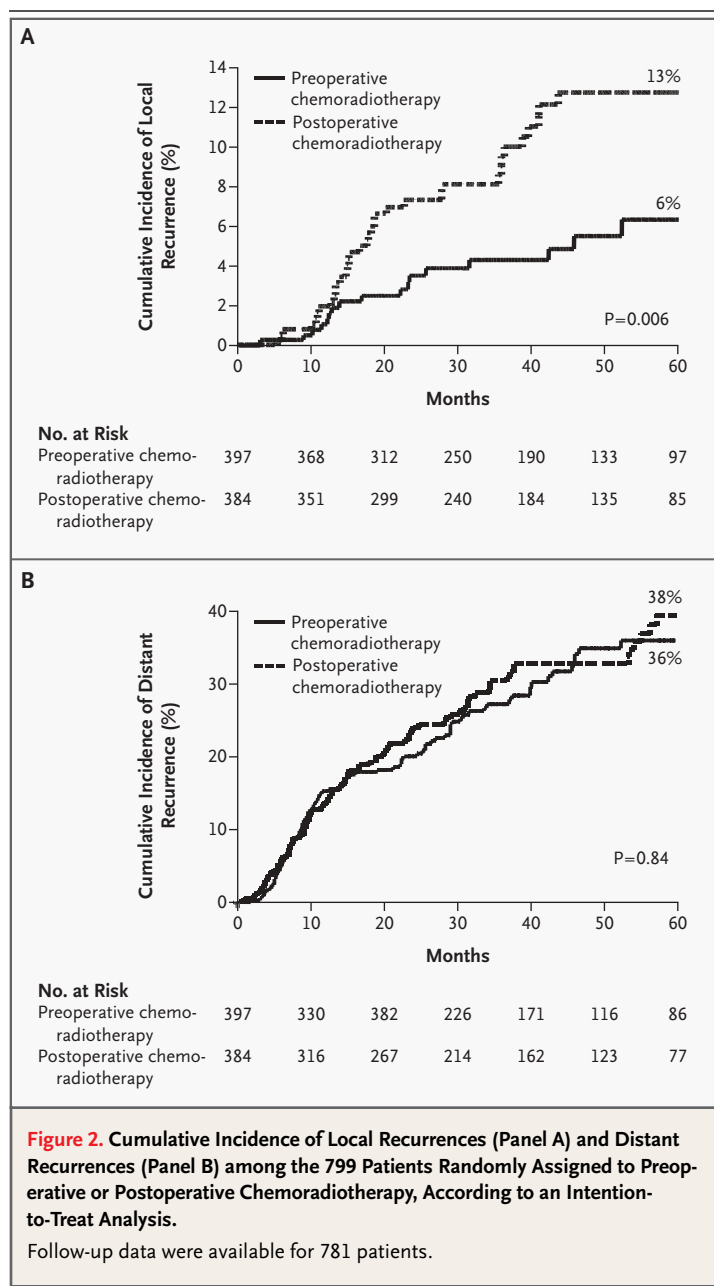 A
Cumulative Incidence of Local
Recurrence (%)
14
12
10
8
6
4
2
0
Preoperative
chemoradiotherapy
Postoperative
chemoradiotherapy
13%
6%
P=0.006
0 10 20 30 40 50 60
Months
No. at Risk
Preoperative chemo-
radiotherapy
397 368 312 250 190 133 97
Postoperative chemo-
radiotherapy
384 351 299 240 184 135 85
B
Cumulative Incidence of Distant
Recurrence (%)
40
30
20
10
0
Preoperative
chemoradiotherapy
Postoperative
chemoradiotherapy
38%
36%
P=0.84
0 10 20 30 40 50 60
Months
No. at Risk
Preoperative chemo-
radiotherapy
397 330 382 226 171 116 86
Postoperative chemo-
radiotherapy
384 316 267 214 162 123 77
Figure 2. Cumulative Incidence of Local Recurrences (Panel A) and Distant
Recurrences (Panel B) among the 799 Patients Randomly Assigned to Preop-
erative or Postoperative Chemoradiotherapy, According to an Intention-
to-Treat Analysis.
Follow-up data were available for 781 patients.